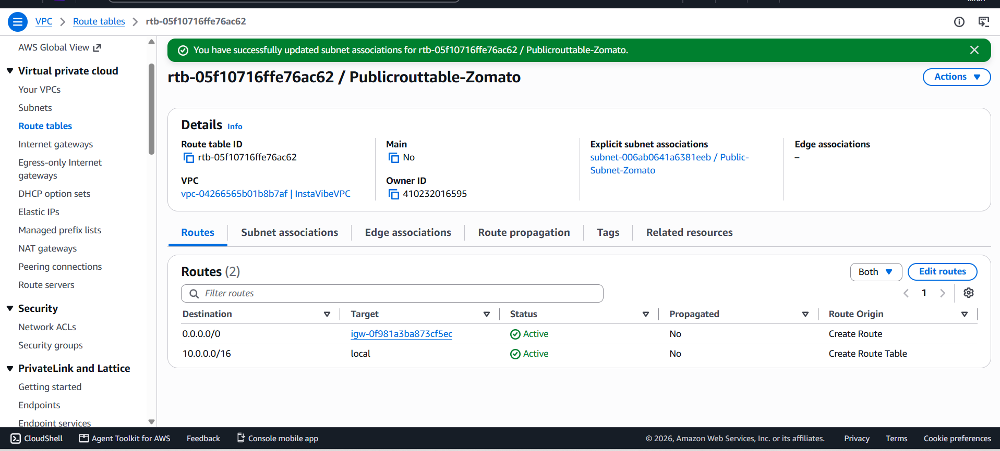 VPC > Route tables > rtb-05f10716ffe76ac62
AWS Global View
Virtual private cloud
Your VPCs
Subnets
Route tables
Internet gateways
Egress-only Internet
gateways
DHCP option sets
Elastic IPs
Managed prefix lists
NAT gateways
Peering connections
Route servers
Security
Network ACLs
Security groups
PrivateLink and Lattice
Getting started
Endpoints
Endpoint services
You have successfully updated subnet associations for rtb-05f10716ffe76ac62 / Publicrouttable-Zomato.
rtb-05f10716ffe76ac62 / Publicrouttable-Zomato
Actions
Details Info
Route table ID
rtb-05f10716ffe76ac62
Main
No
Explicit subnet associations
subnet-006ab0641a6381eeb / Public-
Subnet-Zomato
Edge associations
–
VPC
vpc-04266565b01b8b7af | InstaVibeVPC
Owner ID
410232016595
Routes Subnet associations Edge associations Route propagation Tags Related resources
Routes (2)
Both
Edit routes
Filter routes
1
Destination Target Status Propagated Route Origin
0.0.0.0/0 igw-0f981a3ba873cf5ec Active No Create Route
10.0.0.0/16 local Active No Create Route Table
CloudShell Agent Toolkit for AWS Feedback Console mobile app © 2026, Amazon Web Services, Inc. or its affiliates. Privacy Terms Cookie preferences